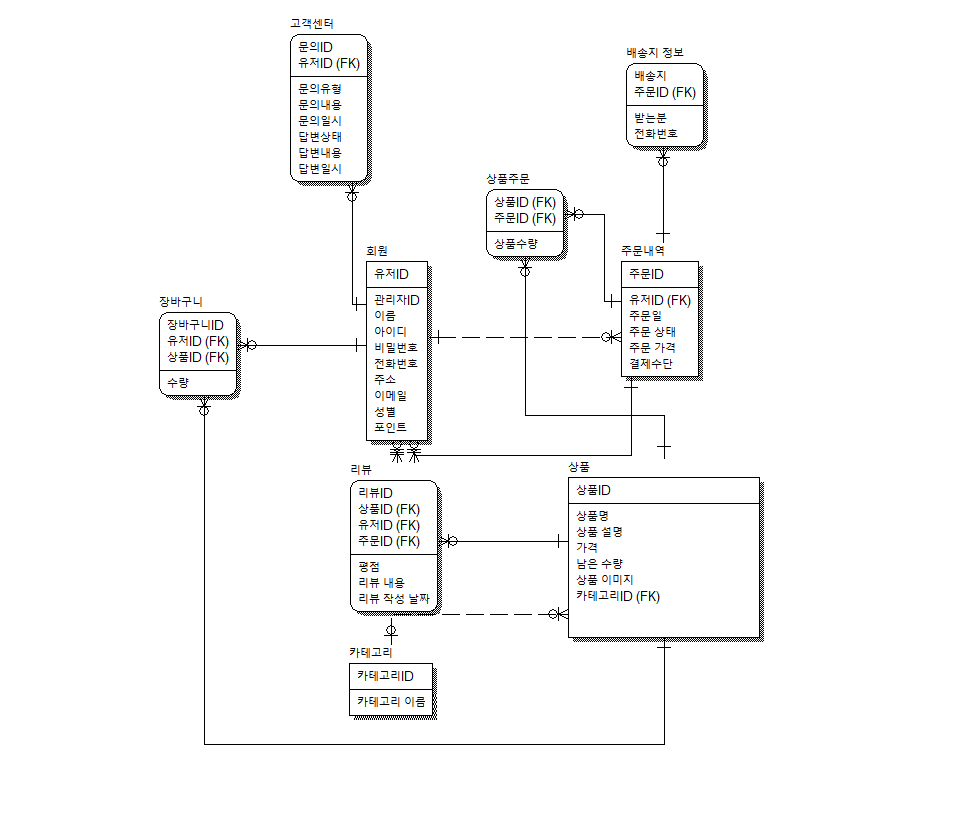 고객센터
문의ID
유저ID (FK)
문의유형
문의내용
문의일시
답변상태
답변내용
답변일시
배송지 정보
배송지
주문ID (FK)
받는분
전화번호
상품주문
상품ID (FK)
주문ID (FK)
상품수량
회원
유저ID
관리자ID
이름
아이디
비밀번호
전화번호
주소
이메일
성별
포인트
주문내역
주문ID
유저ID (FK)
주문일
주문 상태
주문 가격
결제수단
장바구니
장바구니ID
유저ID (FK)
상품ID (FK)
수량
리뷰
리뷰ID
상품ID (FK)
유저ID (FK)
주문ID (FK)
평점
리뷰 내용
리뷰 작성 날짜
상품
상품ID
상품명
상품 설명
가격
남은 수량
상품 이미지
카테고리ID (FK)
카테고리
카테고리ID
카테고리 이름